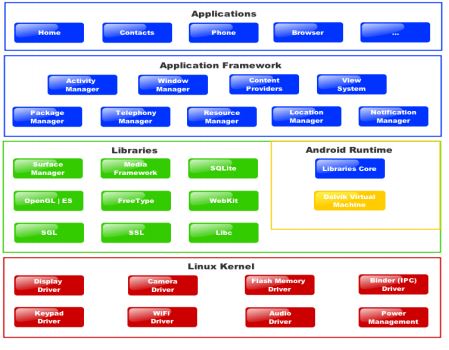 Applications
Home
Contacts
Phone
Browser
...
Application Framework
Activity
Manager
Window
Manager
Content
Providers
View
System
Package
Manager
Telephony
Manager
Resource
Manager
Location
Manager
Notification
Manager
Libraries
Surface
Manager
Media
Framework
SQLite
OpenGL | ES
FreeType
WebKit
SGL
SSL
Libc
Android Runtime
Libraries Core
Delvik Virtual
Machine
Linux Kernel
Display
Driver
Camera
Driver
Flash Memory
Driver
Binder (IPC)
Driver
Keypad
Driver
WiFi
Driver
Audio
Driver
Power
Management